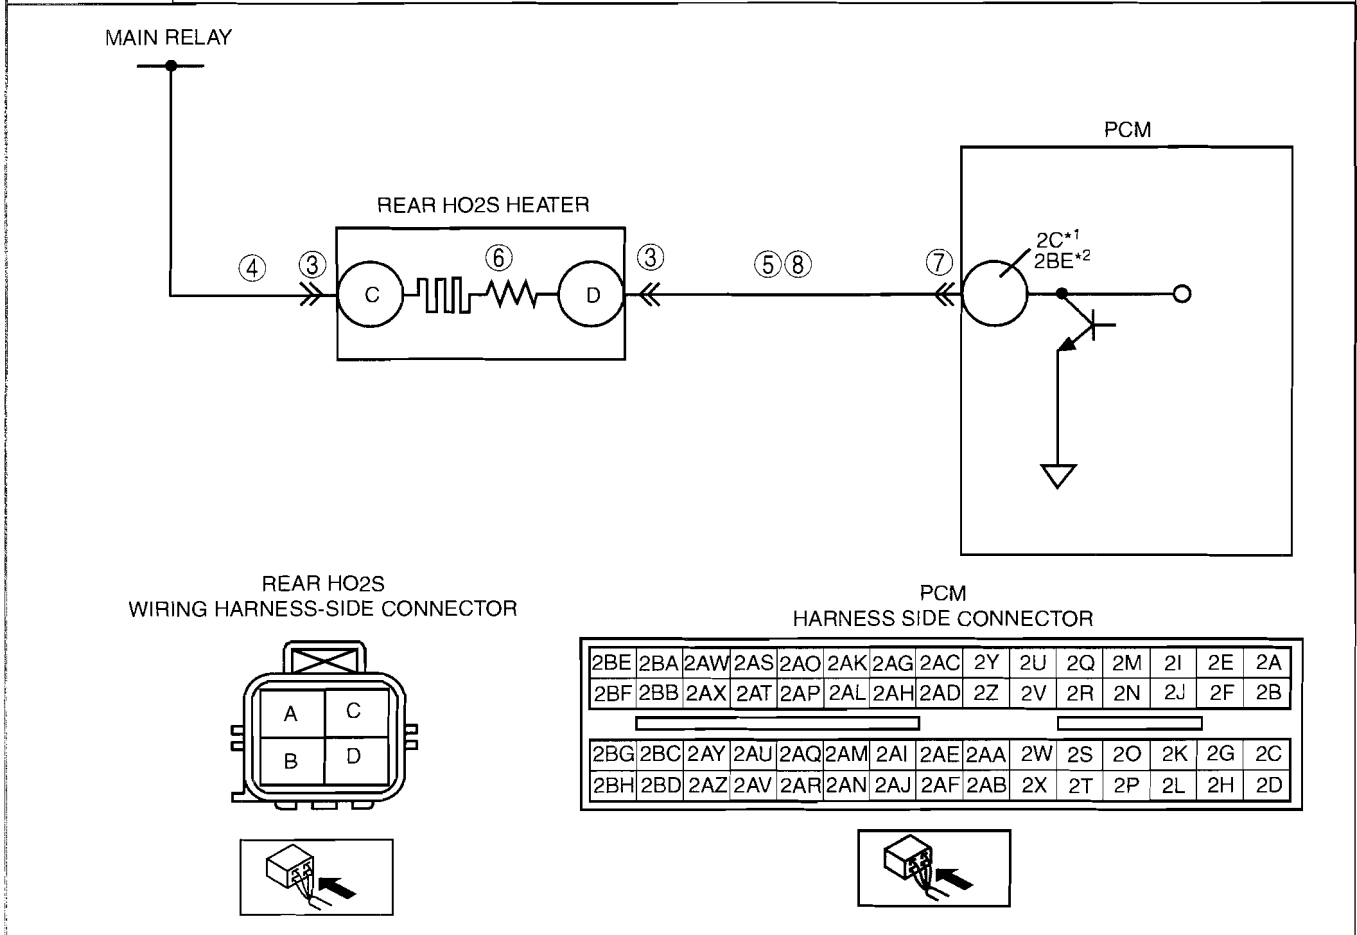 MAIN RELAY
PCM
REAR HO2S HEATER
2C*1
2BE*2
④ ③ C ⑥ D ③ ⑤⑧ ⑦
REAR HO2S
WIRING HARNESS-SIDE CONNECTOR
A C
B D
PCM
HARNESS SIDE CONNECTOR
2BE 2BA 2AW 2AS 2AO 2AK 2AG 2AC 2Y 2U 2Q 2M 2I 2E 2A
2BF 2BB 2AX 2AT 2AP 2AL 2AH 2AD 2Z 2V 2R 2N 2J 2F 2B
2BG 2BC 2AY 2AU 2AQ 2AM 2AI 2AE 2AA 2W 2S 2O 2K 2G 2C
2BH 2BD 2AZ 2AV 2AR 2AN 2AJ 2AF 2AB 2X 2T 2P 2L 2H 2D